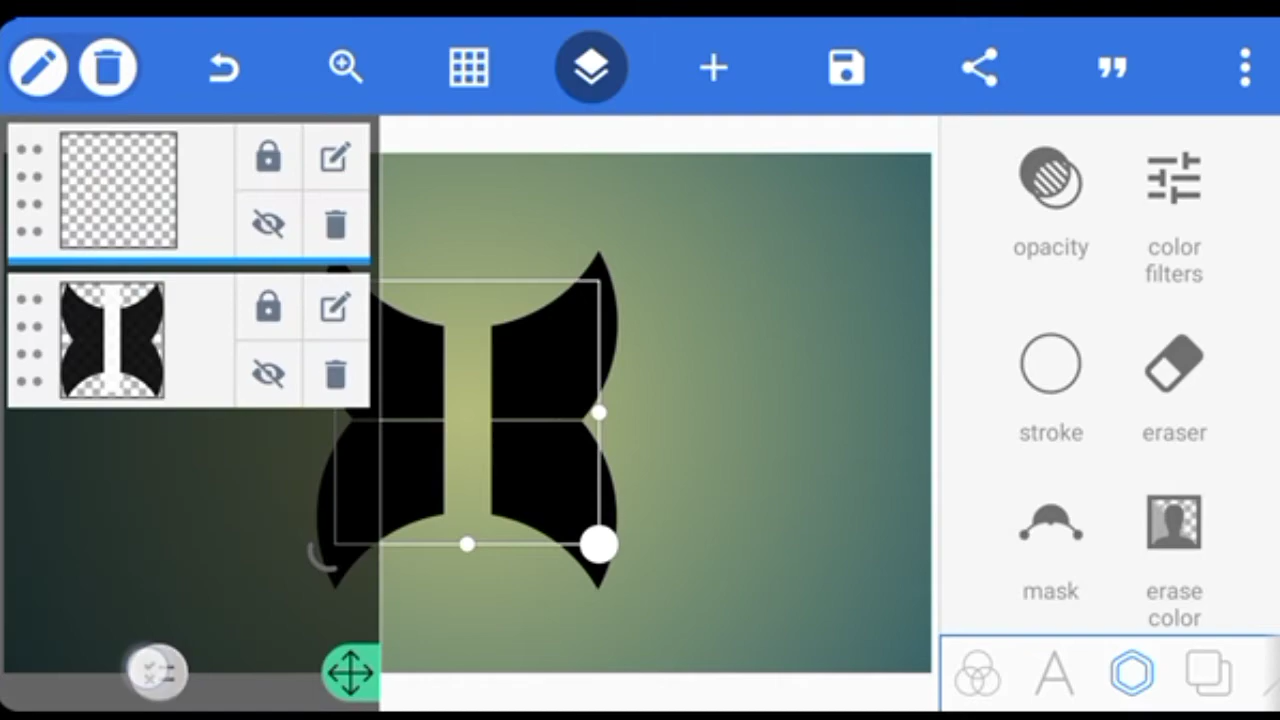 opacity
color
filters
stroke
eraser
mask
erase
color